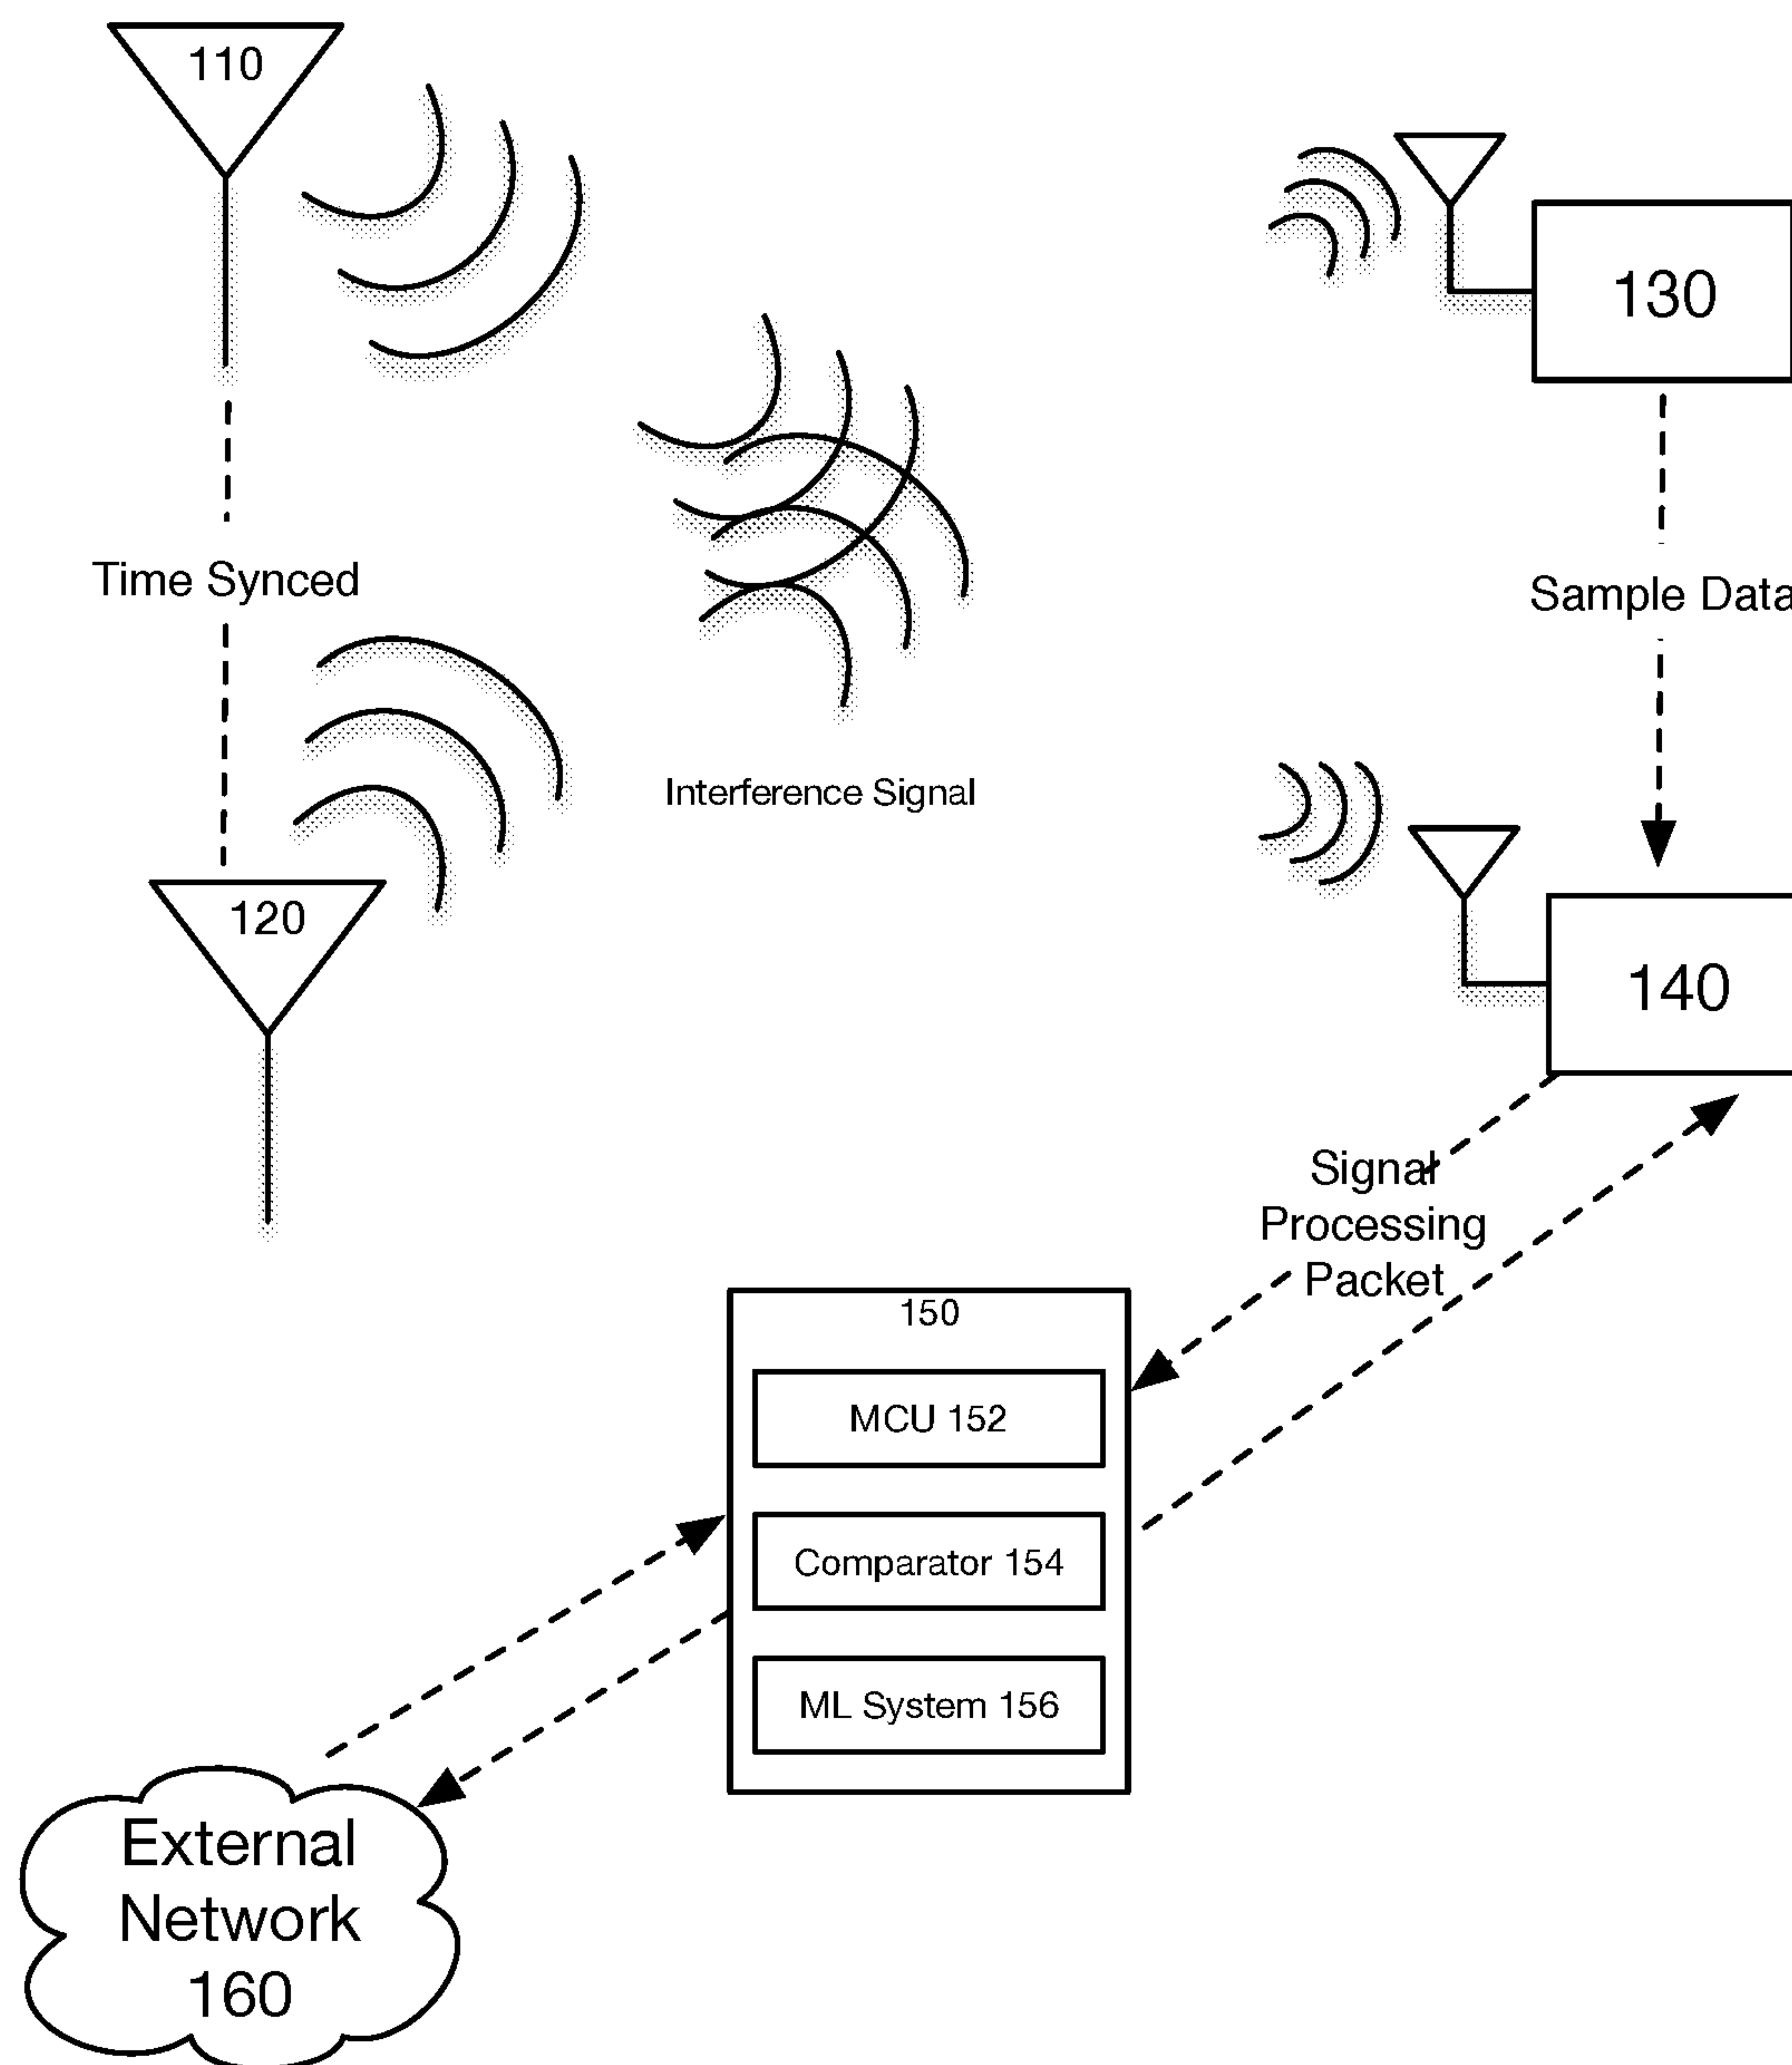 110
130
Time Synced
Sample Data
Interference Signal
120
140
Signal
Processing
Packet
150
MCU 152
Comparator 154
ML System 156
External
Network
160